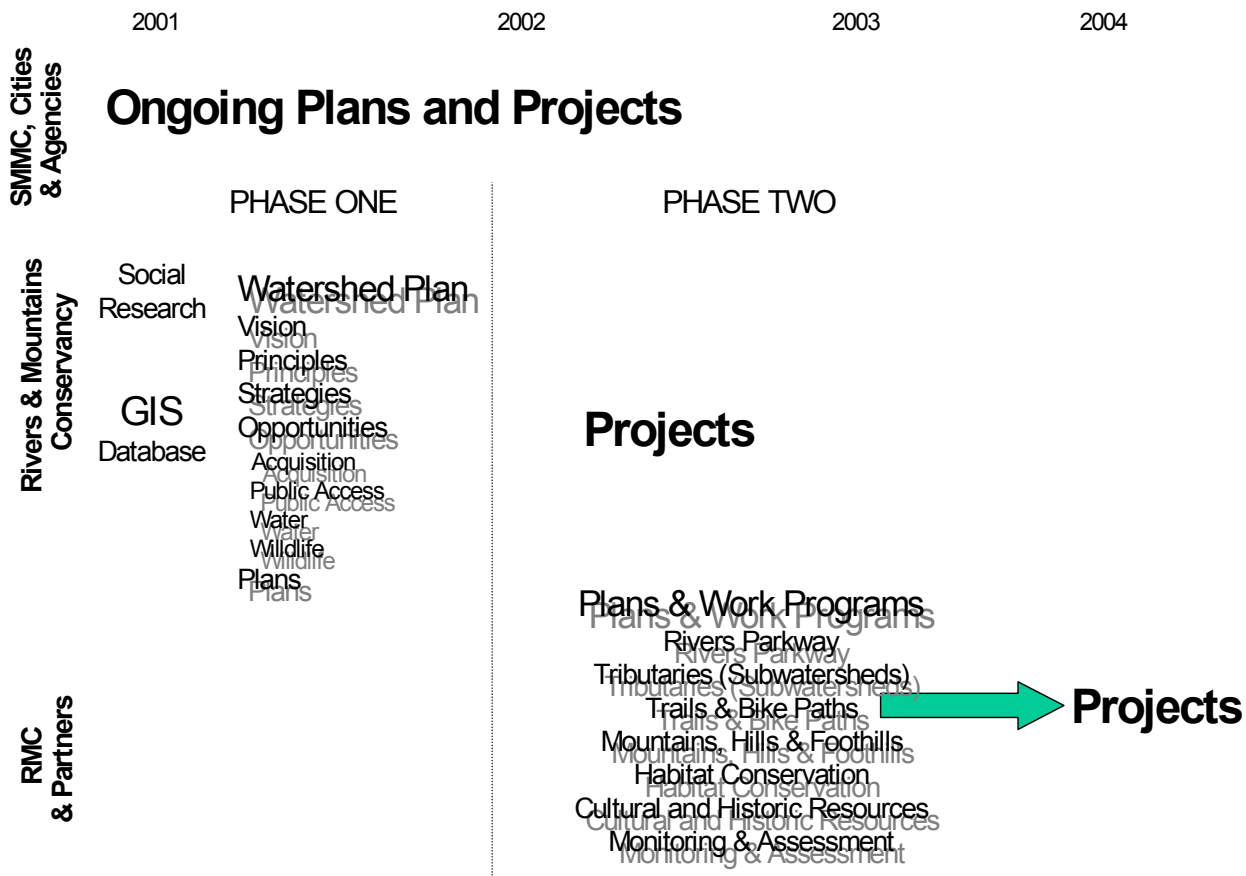 2001 2002 2003 2004
SMMC, Cities
& Agencies
Ongoing Plans and Projects
PHASE ONE PHASE TWO
Rivers & Mountains
Conservancy
Social
Research
GIS
Database
Watershed Plan
Vision
Principles
Strategies
Opportunities
Acquisition
Public Access
Water
Willdlife
Plans
Projects
RMC
& Partners
Plans & Work Programs
Rivers Parkway
Tributaries (Subwatersheds)
Trails & Bike Paths
Mountains, Hills & Foothills
Habitat Conservation
Cultural and Historic Resources
Monitoring & Assessment
Projects